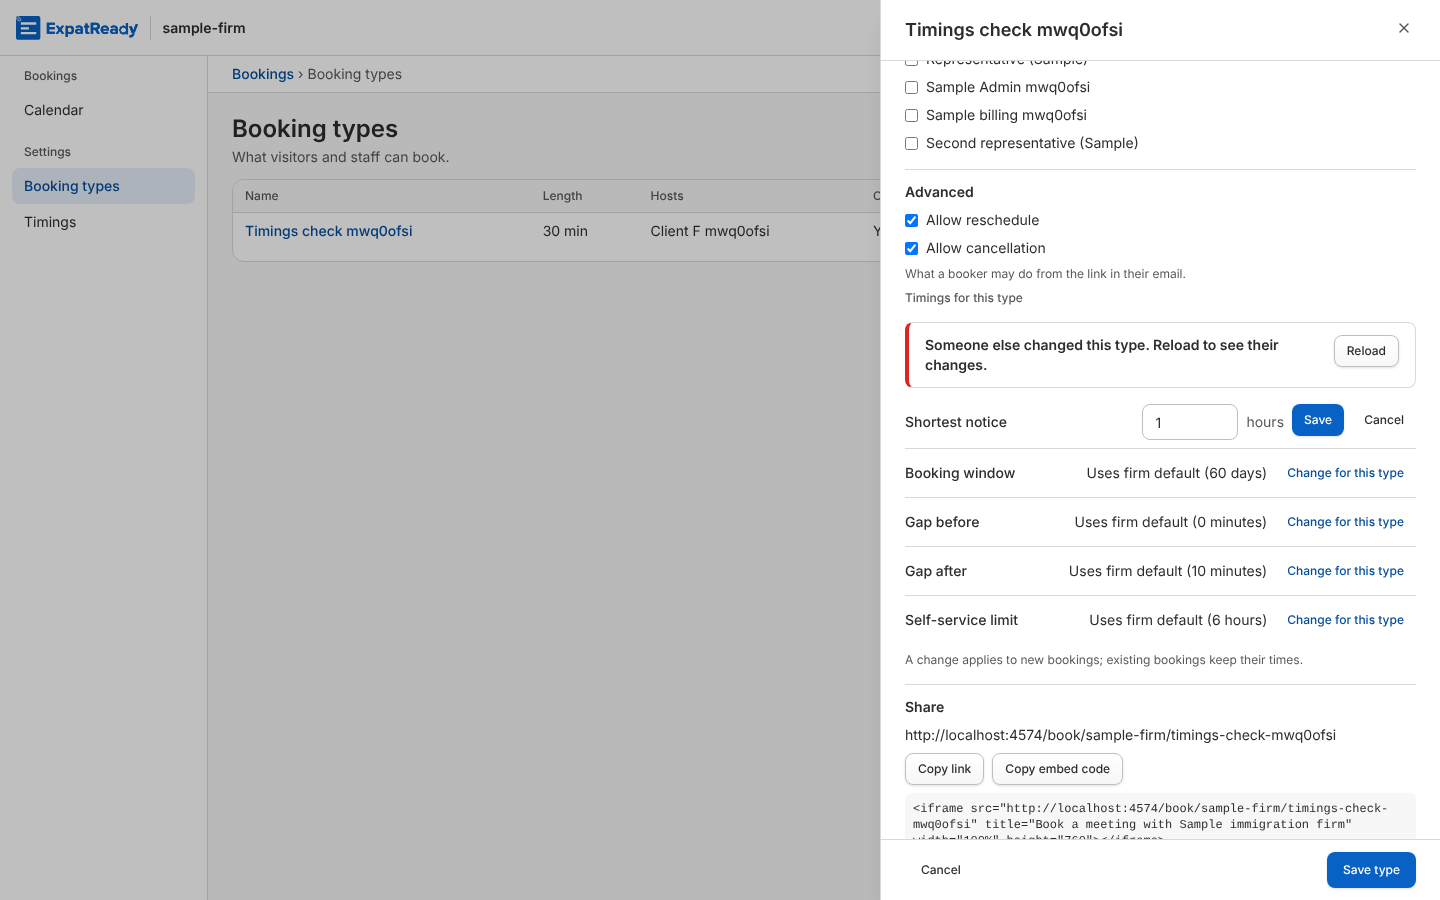 ExpatReady
sample-firm
Bookings
Calendar
Settings
Booking types
Timings
Bookings › Booking types
Booking types
What visitors and staff can book.
Name Length Hosts
Timings check mwq0ofsi 30 min Client F mwq0ofsi
Timings check mwq0ofsi
Representative (Sample)
Sample Admin mwq0ofsi
Sample billing mwq0ofsi
Second representative (Sample)
Advanced
Allow reschedule
Allow cancellation
What a booker may do from the link in their email.
Timings for this type
Someone else changed this type. Reload to see their
changes.
Reload
Shortest notice 1 hours Save Cancel
Booking window Uses firm default (60 days) Change for this type
Gap before Uses firm default (0 minutes) Change for this type
Gap after Uses firm default (10 minutes) Change for this type
Self-service limit Uses firm default (6 hours) Change for this type
A change applies to new bookings; existing bookings keep their times.
Share
http://localhost:4574/book/sample-firm/timings-check-mwq0ofsi
Copy link Copy embed code
<iframe src="http://localhost:4574/book/sample-firm/timings-check-
mwq0ofsi" title="Book a meeting with Sample immigration firm"
width="100%" height="760"></iframe>
Cancel Save type